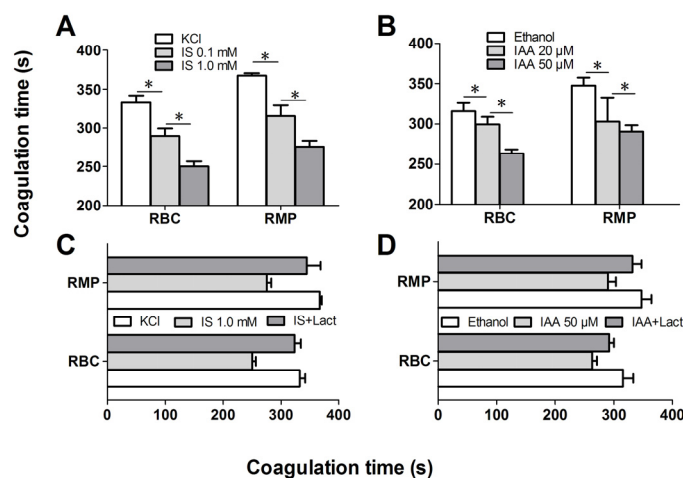 A
KCl
IS 0.1 mM
IS 1.0 mM
400
350
300
250
200
* * * *
RBC RMP
Coagulation time (s)
B
Ethanol
IAA 20 µM
IAA 50 µM
400
350
300
250
200
* * * *
RBC RMP
C
RMP
KCl IS 1.0 mM IS+Lact
RBC
0 100 200 300 400
D
RMP
Ethanol IAA 50 µM IAA+Lact
RBC
0 200 400
Coagulation time (s)